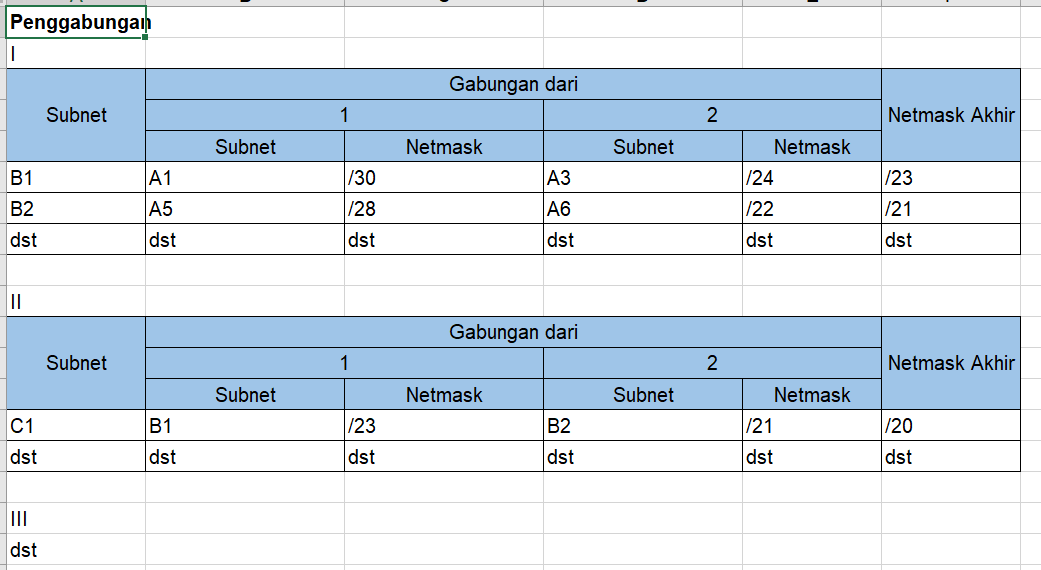 Penggabungan
I
Subnet Gabungan dari Netmask Akhir
1 2
Subnet Netmask Subnet Netmask
B1 A1 /30 A3 /24 /23
B2 A5 /28 A6 /22 /21
dst dst dst dst dst dst
II
Subnet Gabungan dari Netmask Akhir
1 2
Subnet Netmask Subnet Netmask
C1 B1 /23 B2 /21 /20
dst dst dst dst dst dst
III
dst